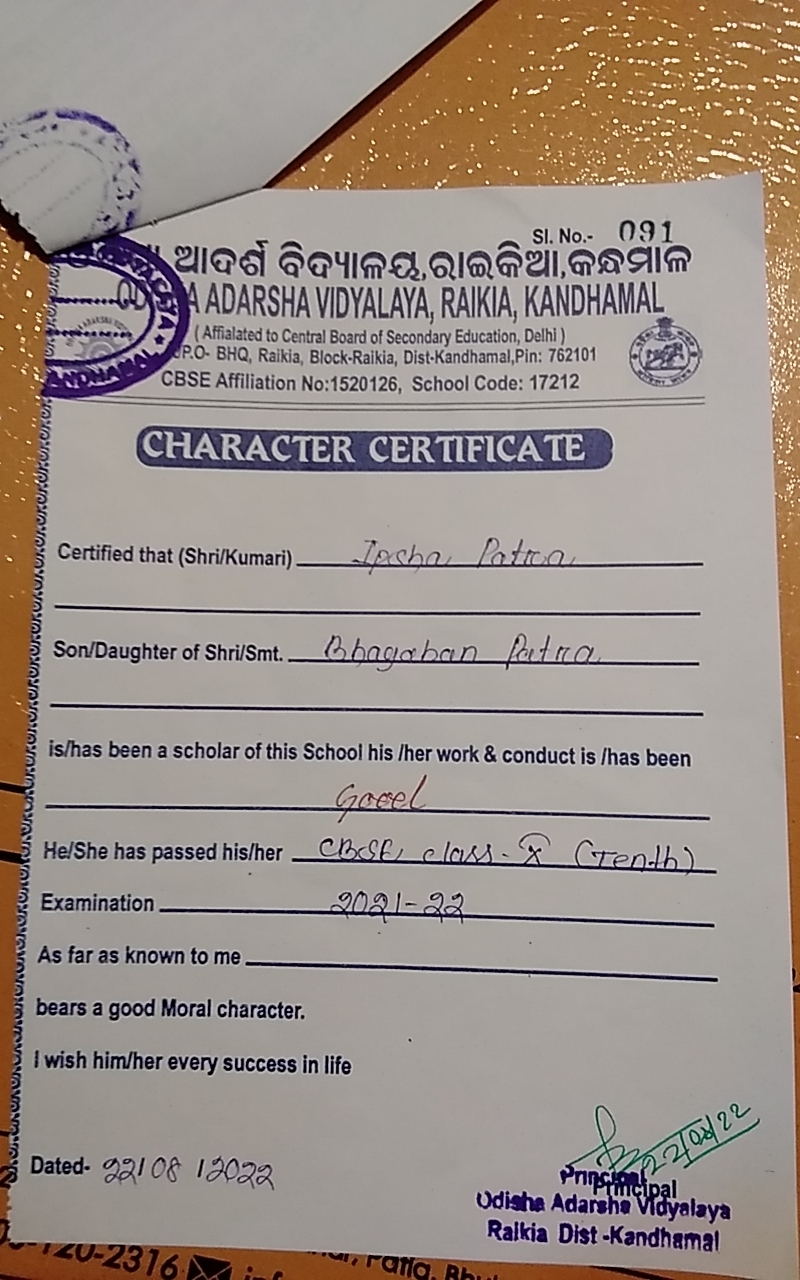 Sl. No.- 091
ଆଦର୍ଶ ବିଦ୍ୟାଳୟ,ରାଇକିଆ,କନ୍ଧମାଳ
A ADARSHA VIDYALAYA, RAIKIA, KANDHAMAL
( Affialated to Central Board of Secondary Education, Delhi )
P.O- BHQ, Raikia, Block-Raikia, Dist-Kandhamal,Pin: 762101
CBSE Affiliation No:1520126, School Code: 17212
CHARACTER CERTIFICATE
Certified that (Shri/Kumari) Ipsha Patra
Son/Daughter of Shri/Smt. Bhagaban Patra
is/has been a scholar of this School his /her work & conduct is /has been
Good
He/She has passed his/her CBSE, class - X (Tenth)
Examination 2021-22
As far as known to me
bears a good Moral character.
I wish him/her every success in life
22/08/22
Dated- 22/08/2022
Principal
Principal
Odisha Adarsha Vidyalaya
Raikia Dist -Kandhamal
-120-2316